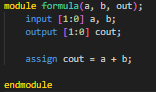 module formula(a, b, out);
    input [1:0] a, b;
    output [1:0] cout;

    assign cout = a + b;

endmodule